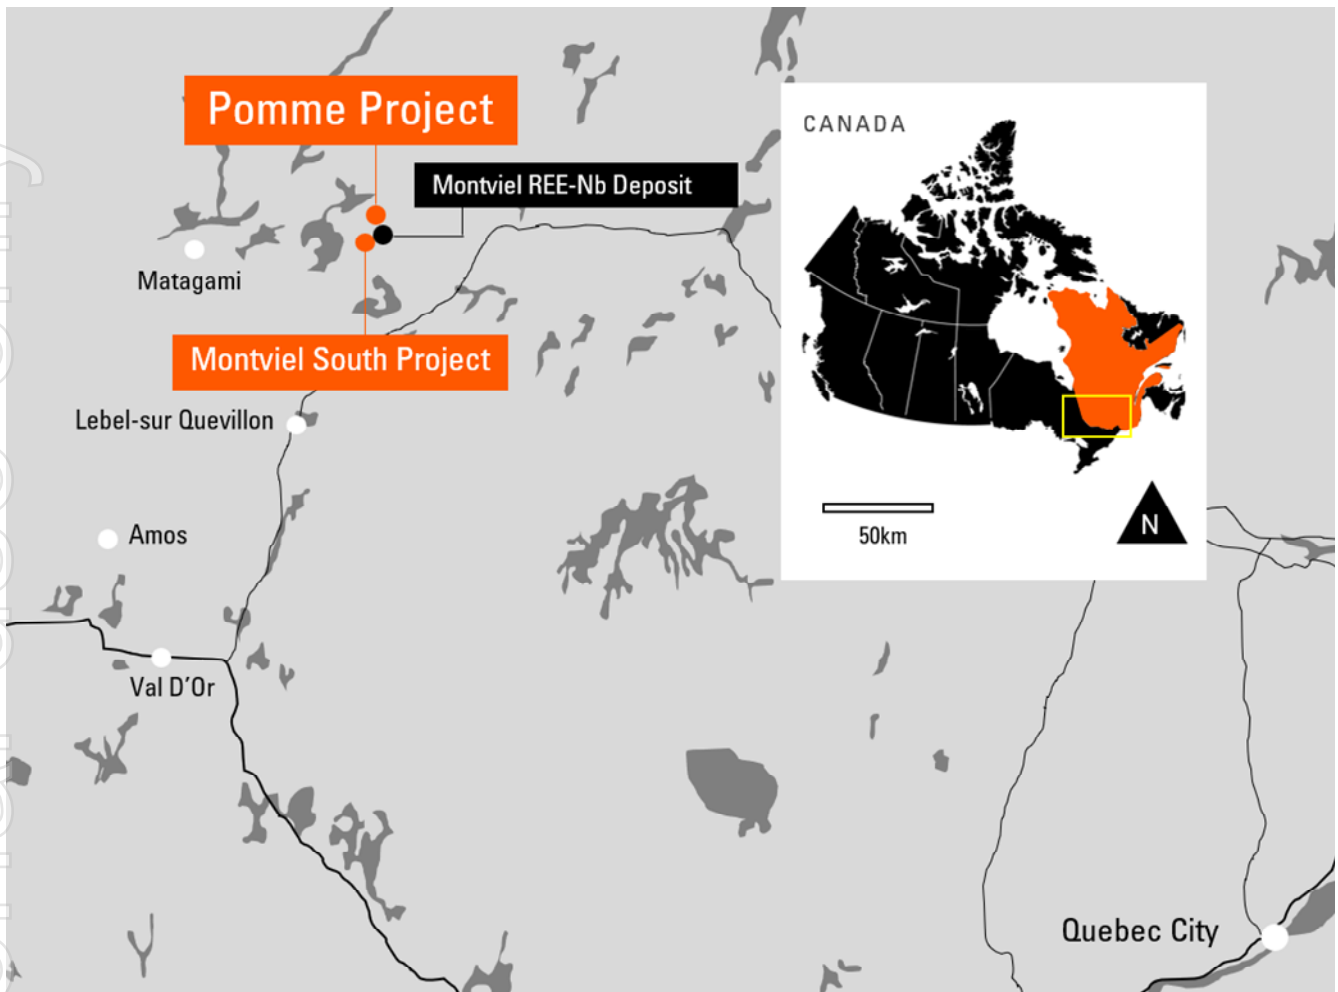 Pomme Project
Montviel REE-Nb Deposit
CANADA
Matagami
Montviel South Project
Lebel-sur Quevillon
Amos
50km
N
Val D'Or
Quebec City